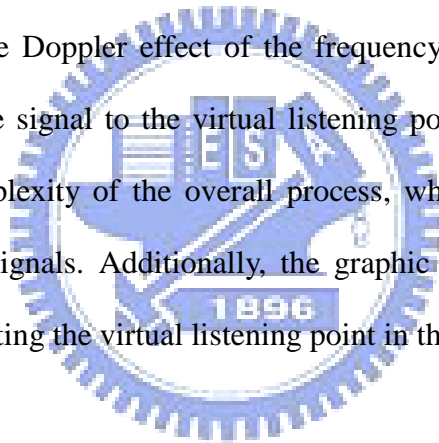 e Doppler effect of the frequency
e signal to the virtual listening po
plexity of the overall process, wh
ignals. Additionally, the graphic
E S A
1896
ting the virtual listening point in th